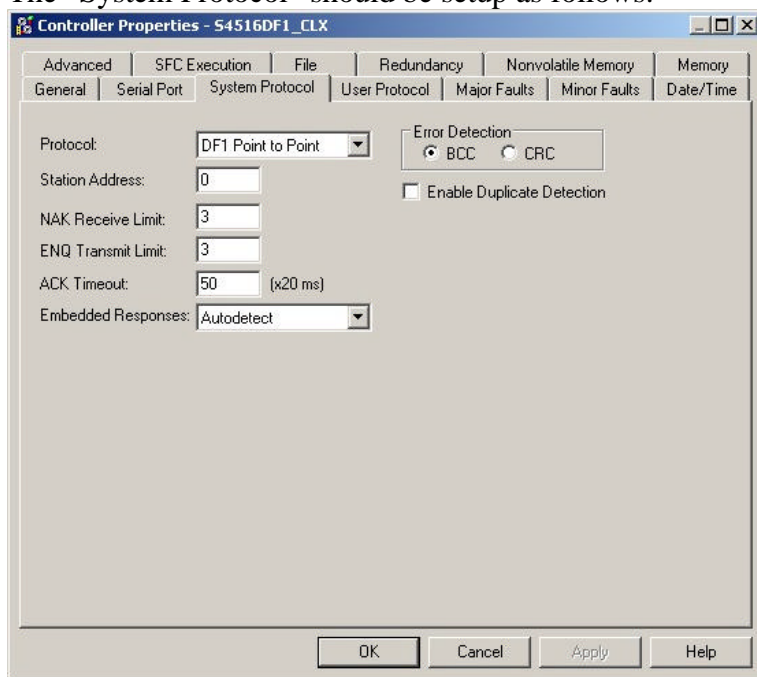 The "System Protocol" should be setup as follows:
Controller Properties - S4516DF1_CLX
Advanced SFC Execution File Redundancy Nonvolatile Memory Memory
General Serial Port System Protocol User Protocol Major Faults Minor Faults Date/Time
Protocol: DF1 Point to Point
Error Detection
BCC CRC
Station Address: 0
Enable Duplicate Detection
NAK Receive Limit: 3
ENQ Transmit Limit: 3
ACK Timeout: 50 (x20 ms)
Embedded Responses: Autodetect
OK Cancel Apply Help